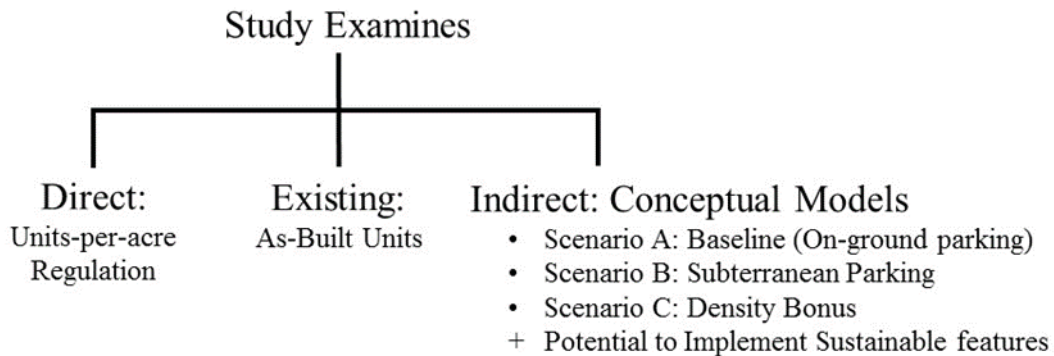 Study Examines
Direct:
Units-per-acre
Regulation
Existing:
As-Built Units
Indirect: Conceptual Models
• Scenario A: Baseline (On-ground parking)
• Scenario B: Subterranean Parking
• Scenario C: Density Bonus
+ Potential to Implement Sustainable features